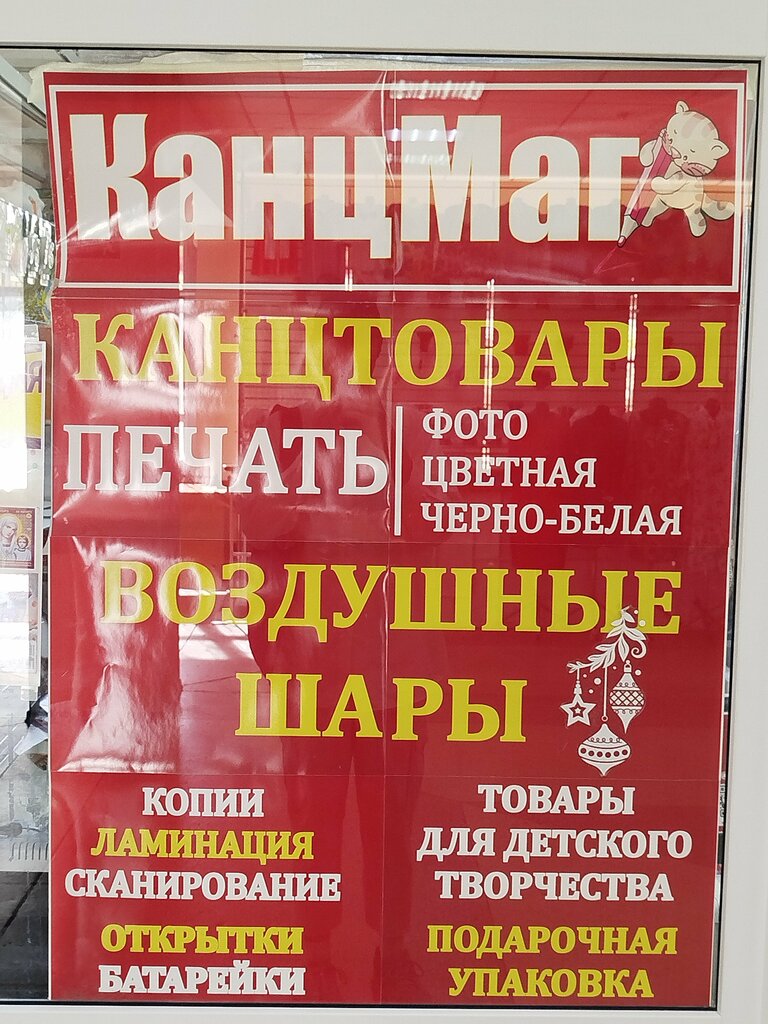 КанцМаг
КАНЦТОВАРЫ
ПЕЧАТЬ
ФОТО
ЦВЕТНАЯ
ЧЕРНО-БЕЛАЯ
ВОЗДУШНЫЕ
ШАРЫ
КОПИИ
ЛАМИНАЦИЯ
СКАНИРОВАНИЕ
ОТКРЫТКИ
БАТАРЕЙКИ
ТОВАРЫ
ДЛЯ ДЕТСКОГО
ТВОРЧЕСТВА
ПОДАРОЧНАЯ
УПАКОВКА